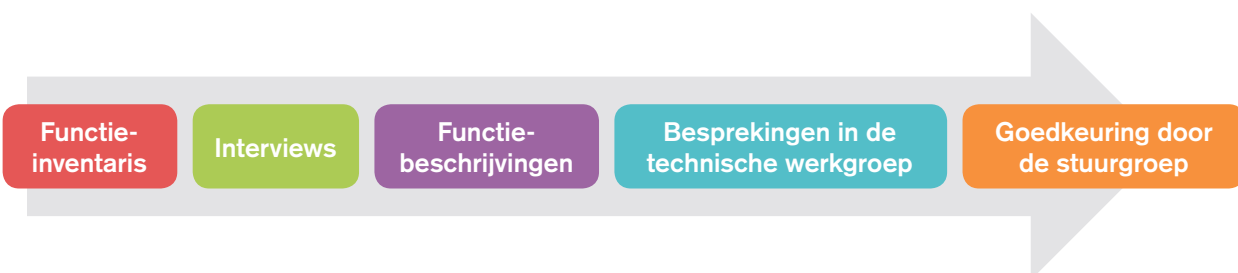 Functie-
inventaris
Interviews
Functie-
beschrijvingen
Besprekingen in de
technische werkgroep
Goedkeuring door
de stuurgroep